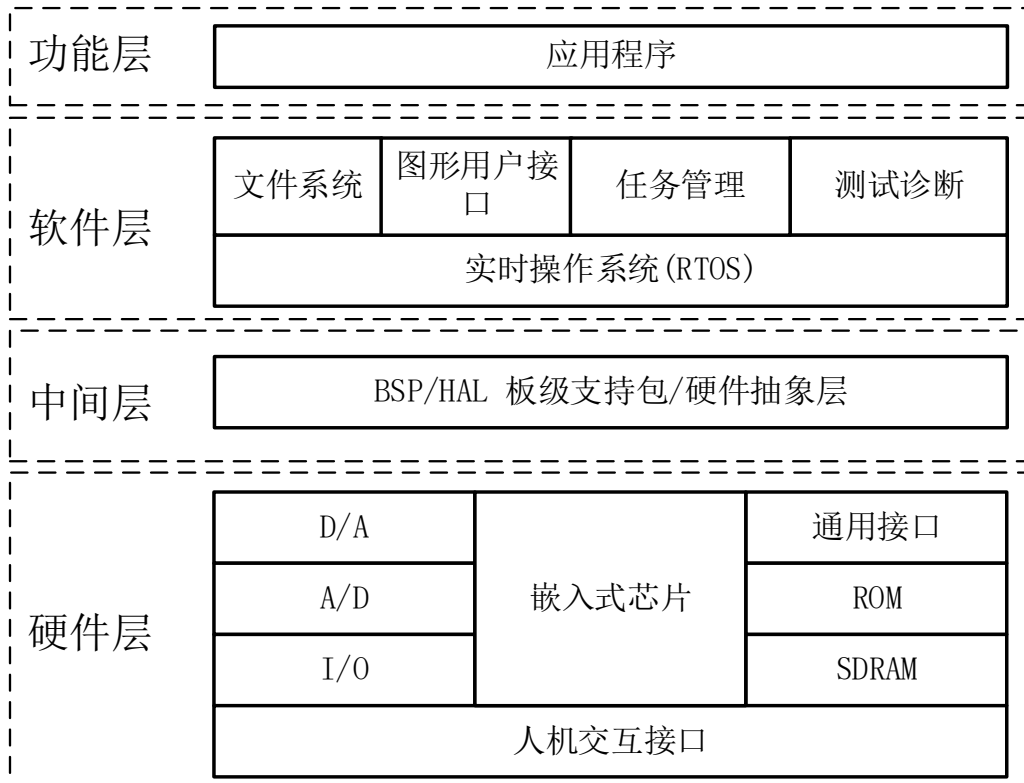 功能层
应用程序
软件层
文件系统
图形用户接
口
任务管理
测试诊断
实时操作系统(RTOS)
中间层
BSP/HAL 板级支持包/硬件抽象层
硬件层
D/A
嵌入式芯片
通用接口
A/D
ROM
I/O
SDRAM
人机交互接口